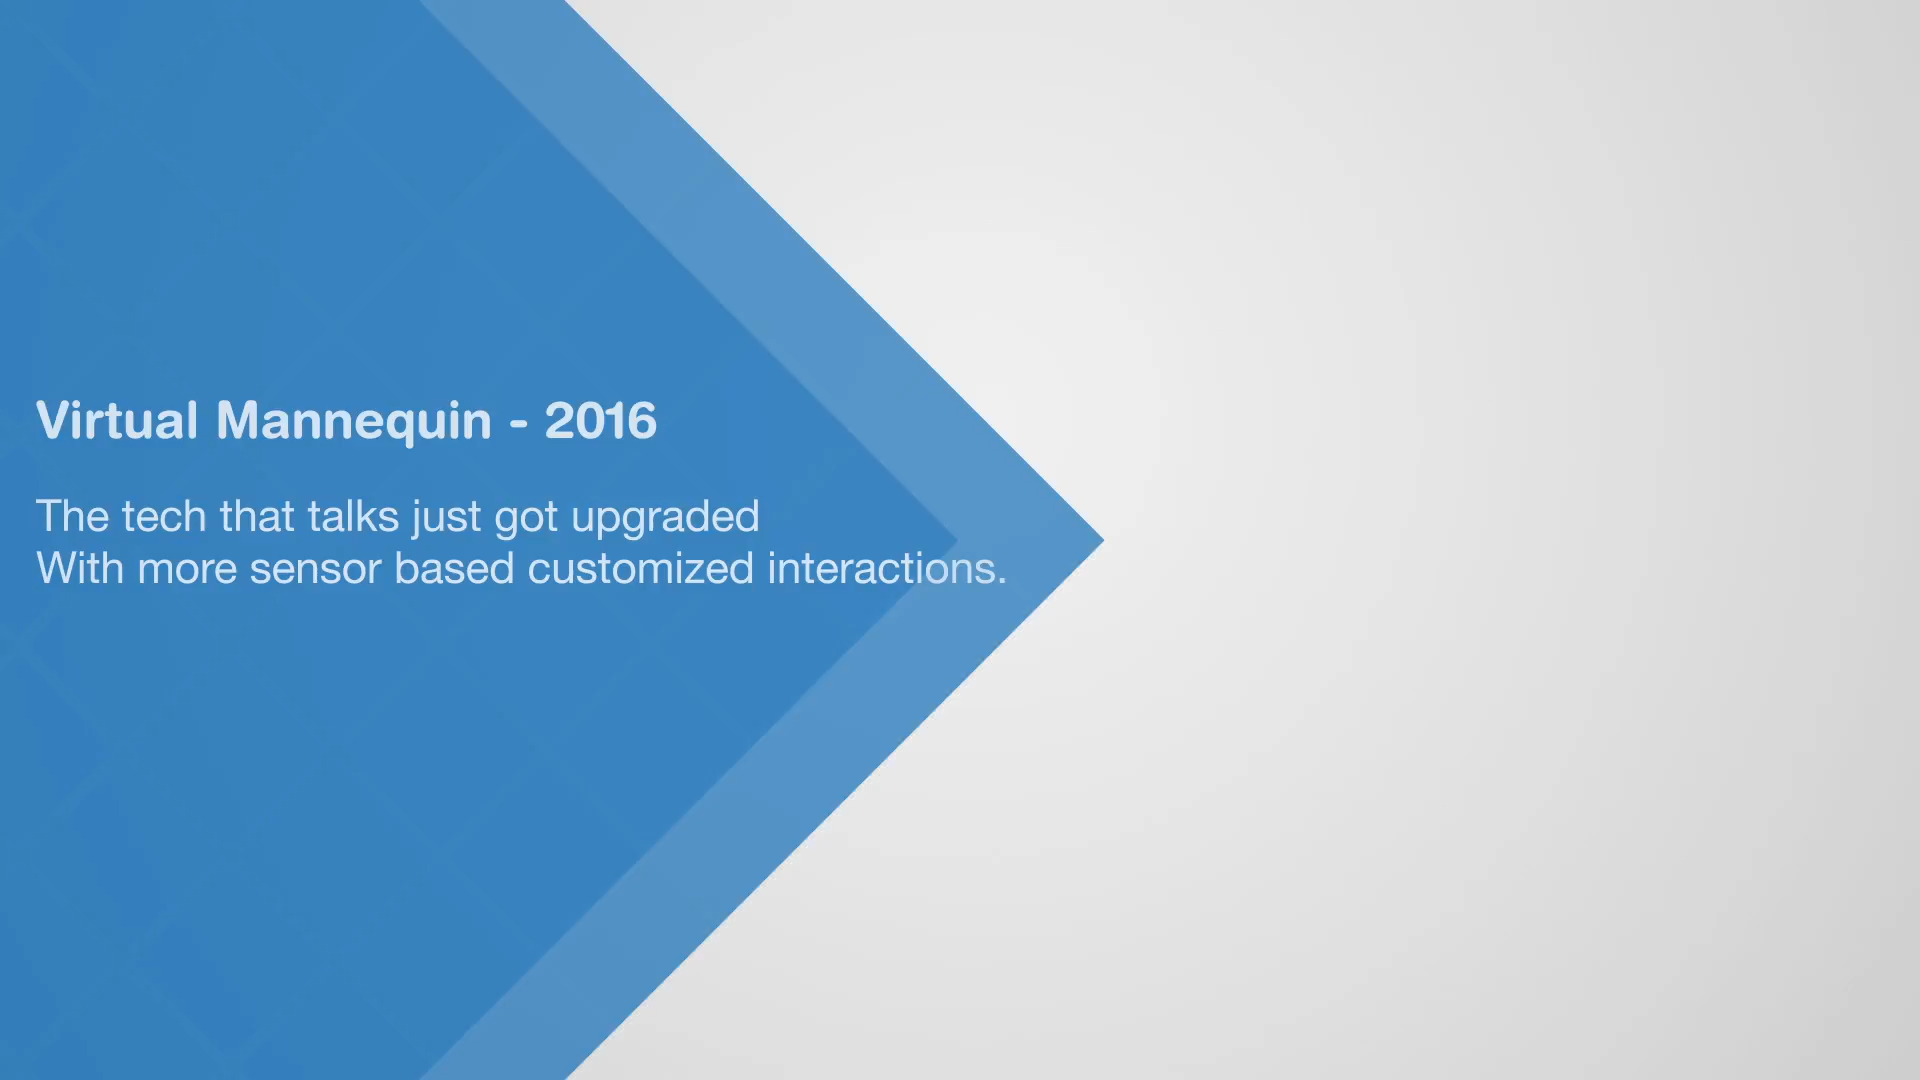 Virtual Mannequin - 2016
The tech that talks just got upgraded
With more sensor based customized interactions.